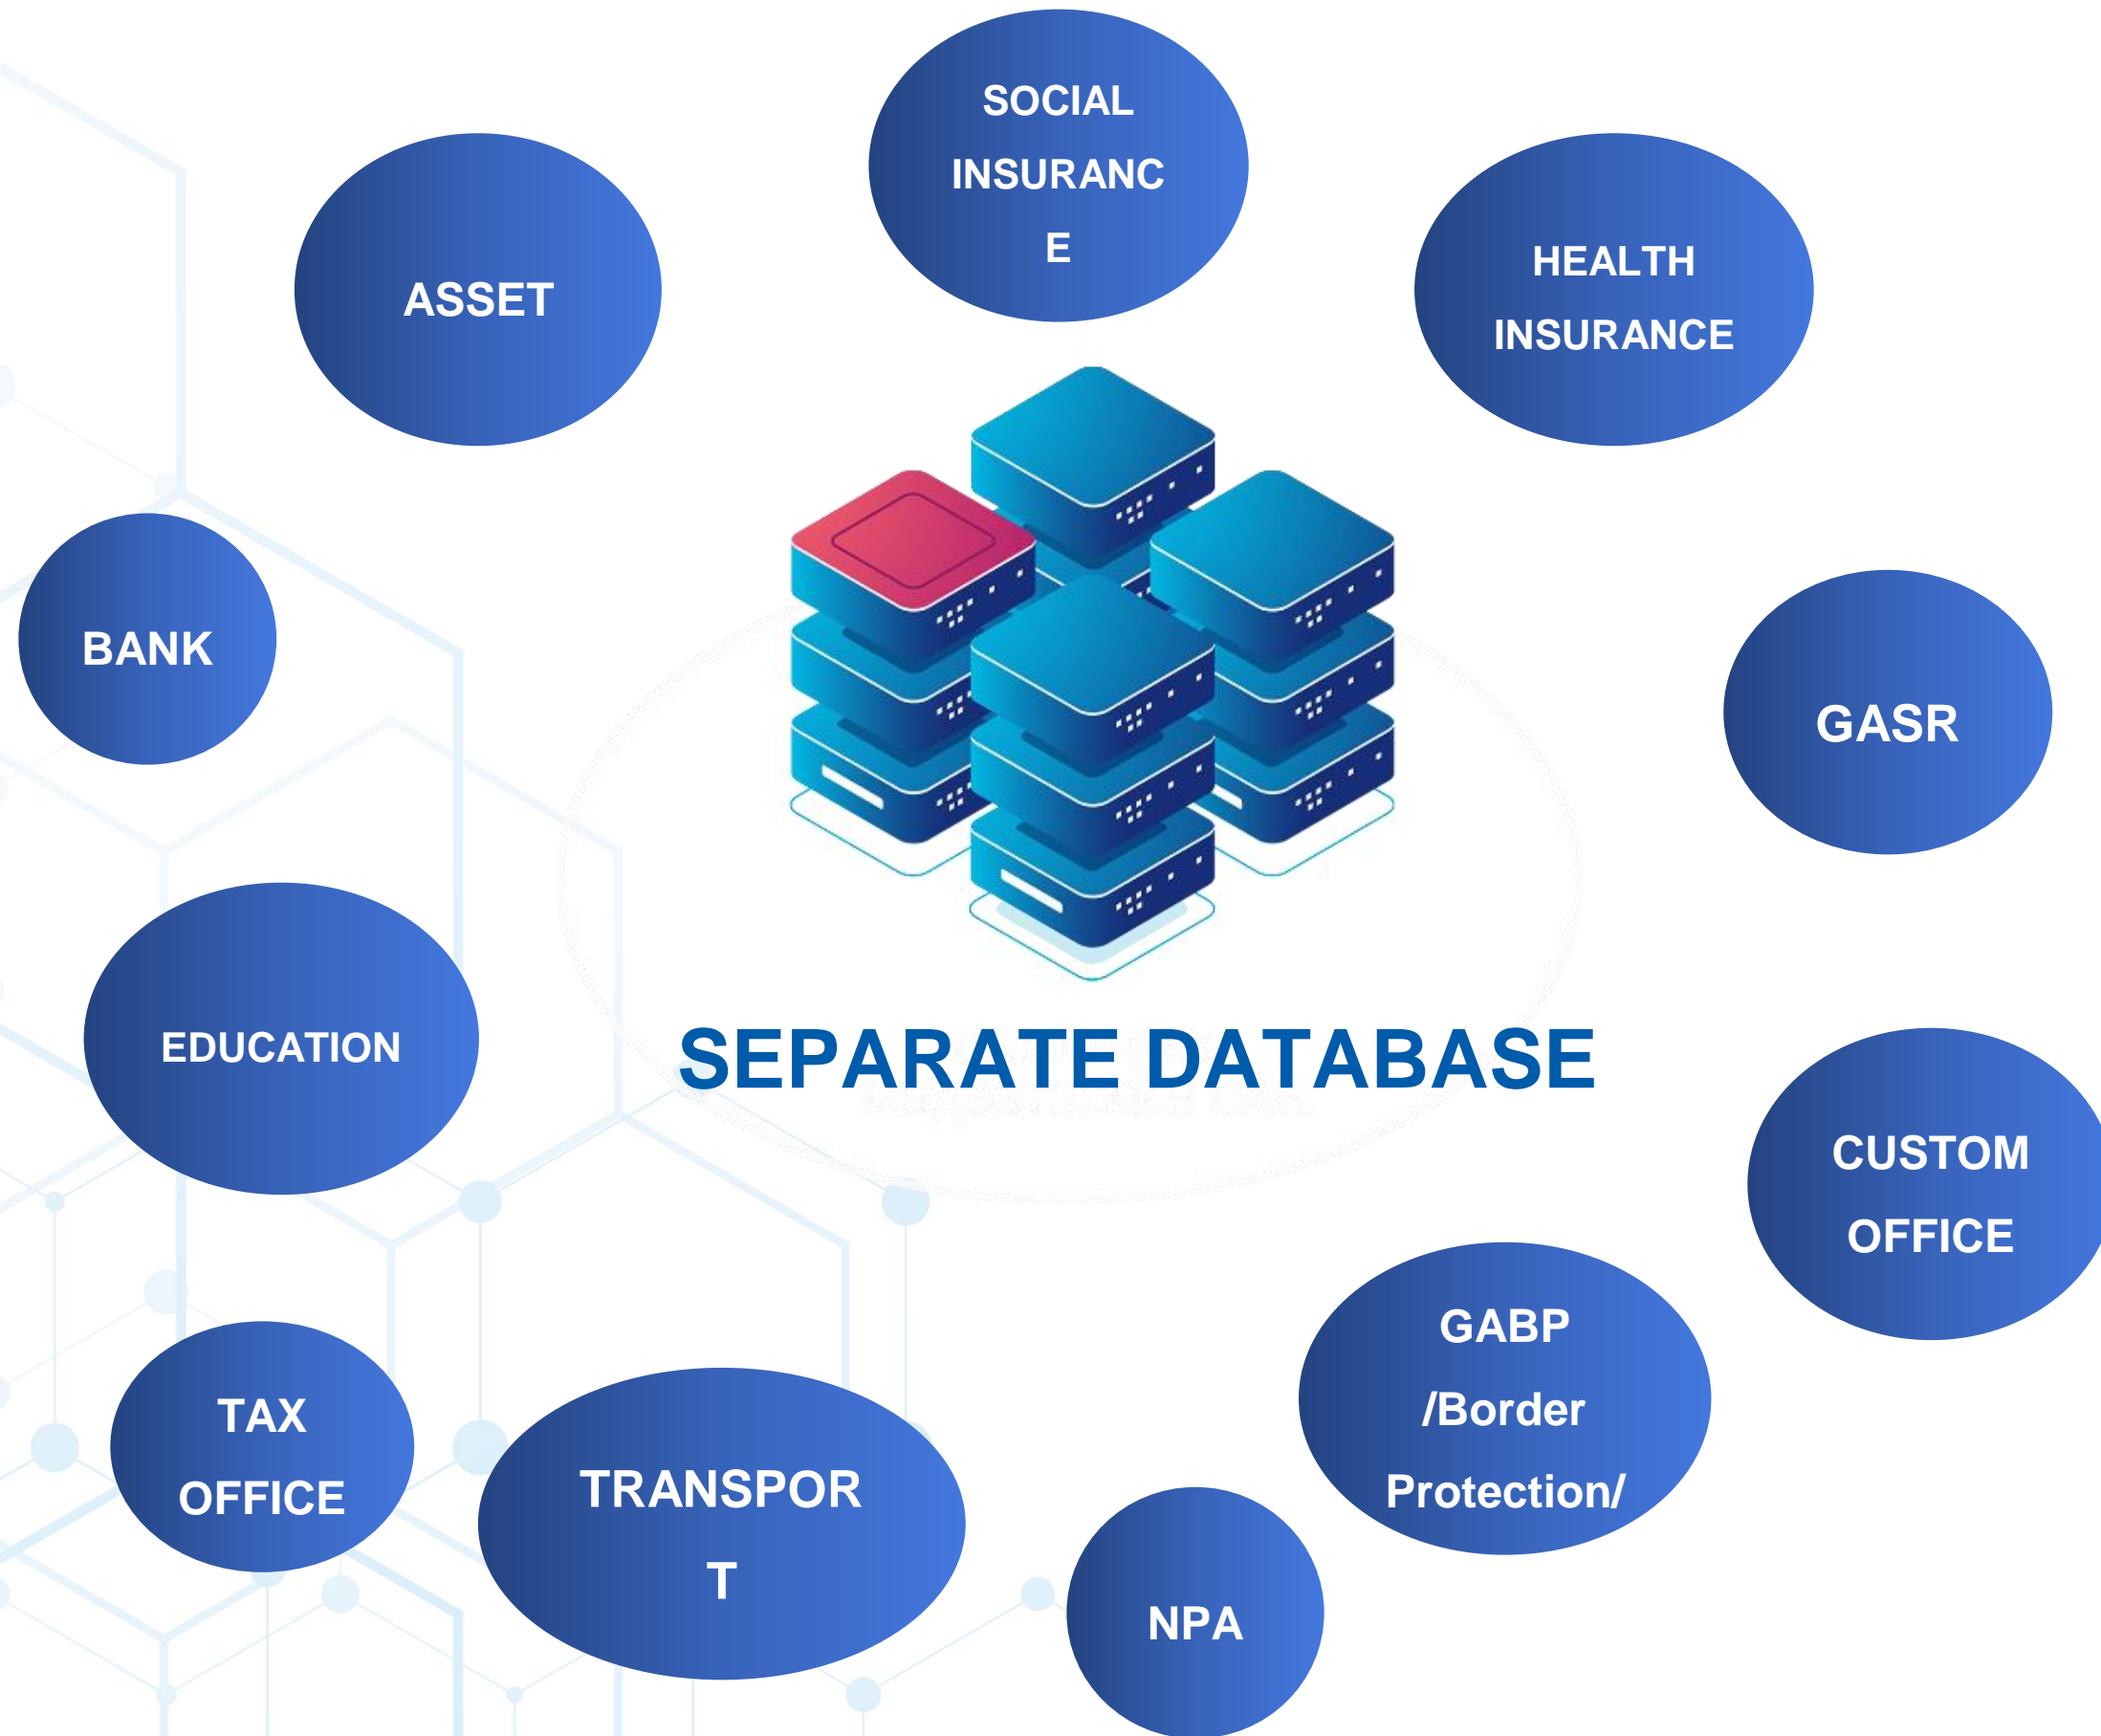 SOCIAL
INSURANC
E
ASSET
HEALTH
INSURANCE
BANK
GASR
EDUCATION
SEPARATE DATABASE
CUSTOM
OFFICE
GABP
/Border
Protection/
TAX
OFFICE
TRANSPOR
T
NPA